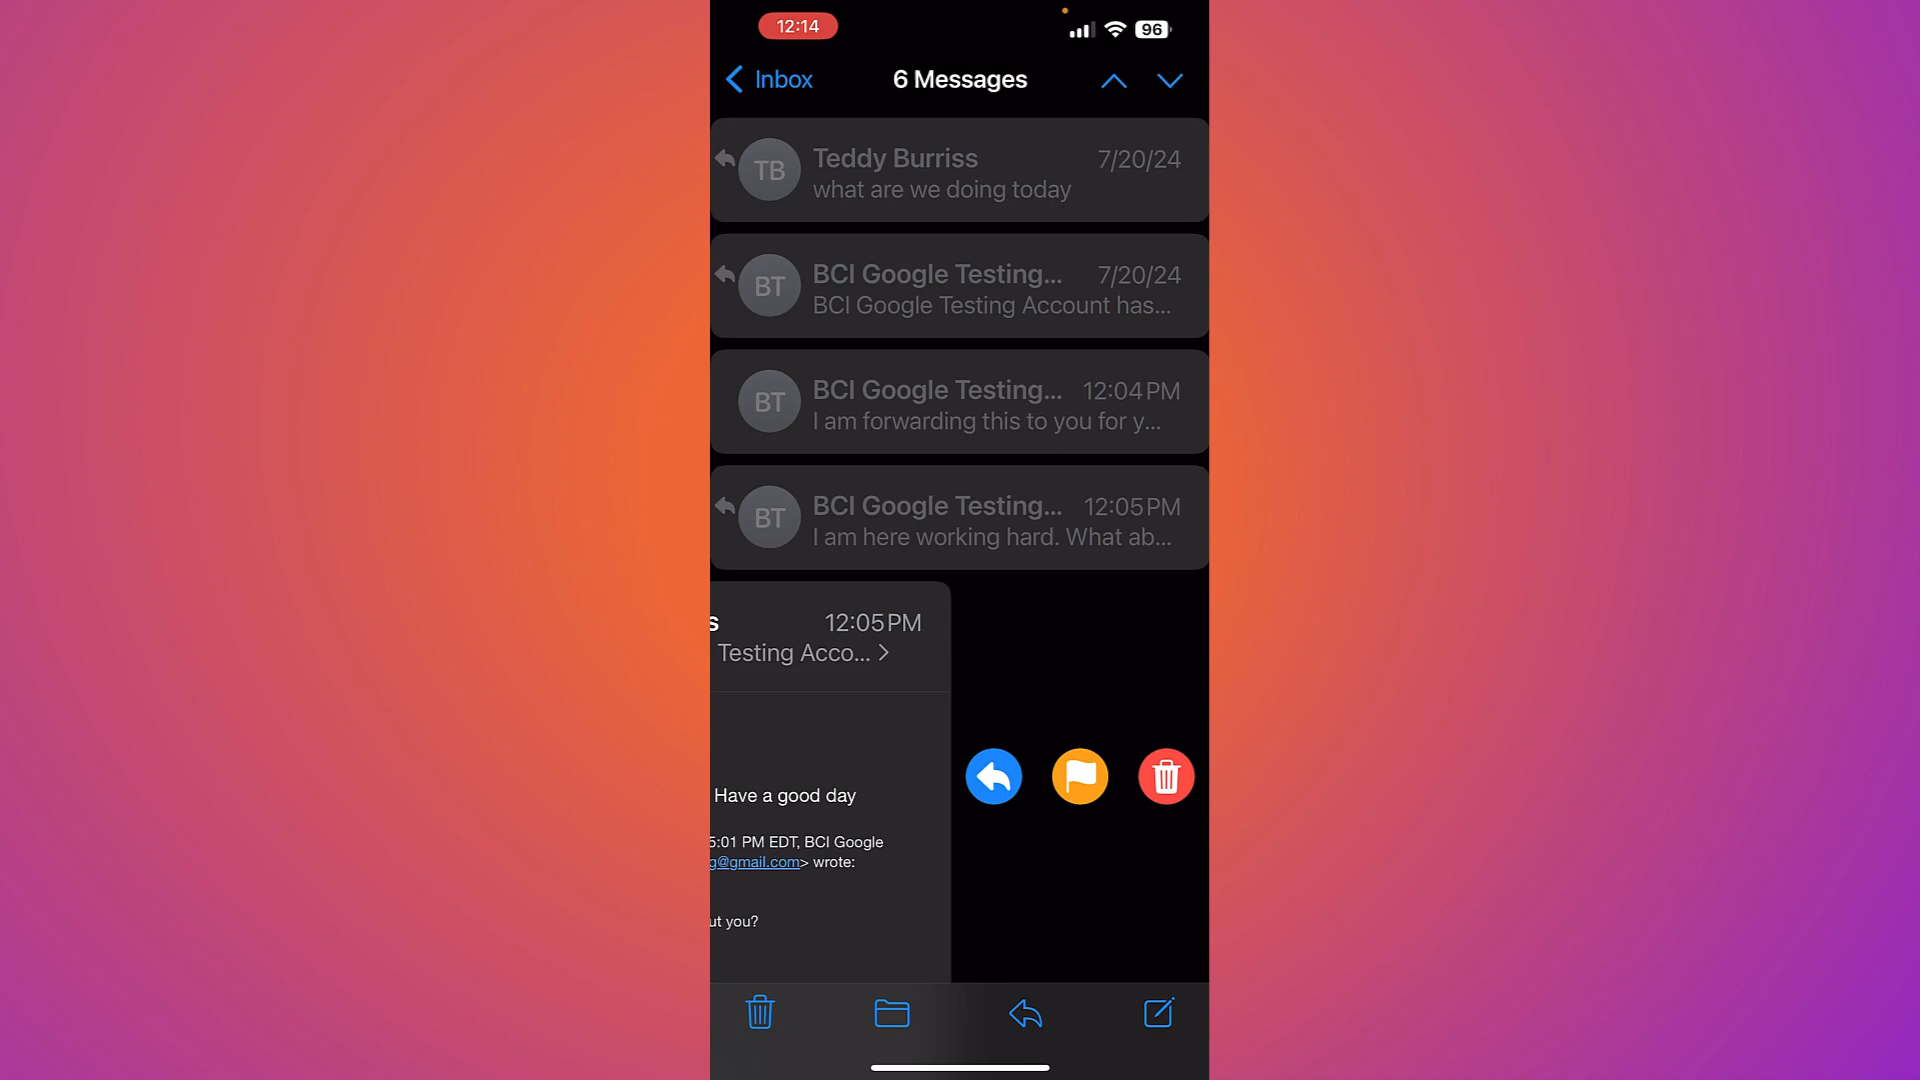 12:14
96
Inbox
6 Messages
TB
Teddy Burriss
7/20/24
what are we doing today
BT
BCI Google Testing...
7/20/24
BCI Google Testing Account has...
BT
BCI Google Testing...
12:04 PM
I am forwarding this to you for y...
BT
BCI Google Testing...
12:05 PM
I am here working hard. What ab...
s
12:05 PM
Testing Acco...
Have a good day
5:01 PM EDT, BCI Google
g@gmail.com> wrote:
ut you?